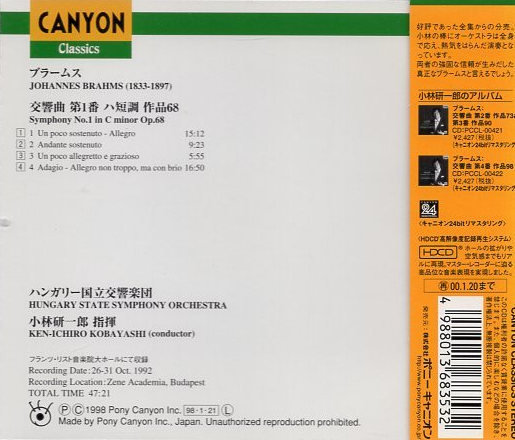 CANYON
Classics
ブラームス
JOHANNES BRAHMS (1833-1897)
交響曲 第1番 ハ短調 作品68
Symphony No.1 in C minor Op.68
1 1 Un poco sostenuto - Allegro 15:12
2 2 Andante sostenuto 9:23
3 3 Un poco allegretto e grazioso 5:55
4 4 Adagio - Allegro non troppo, ma con brio 16:50
ハンガリー国立交響楽団
HUNGARY STATE SYMPHONY ORCHESTRA
小林研一郎 指揮
KEN-ICHIRO KOBAYASHI (conductor)
フランツ・リスト音楽院大ホールにて収録
Recording Date: 26-31 Oct. 1992
Recording Location: Zene Academia, Budapest
TOTAL TIME 47:21
Ⓟ Ⓒ 1998 Pony Canyon Inc. 98·1·21 L Unauthorized reproduction prohibited.
Made by Pony Canyon Inc., Japan.
好評であった全集からの分売。
小林の棒にオーケストラは全身
で応え、熱気をはらんだ演奏となっ
ています。
両者の強固な信頼が生みだした
真正なブラームスと言えるでしょう。
小林研一郎のアルバム
ブラームス:
交響曲 第2番 作品73/
第3番 作品90
CD:PCCL-00421
￥2,427(税抜)
(キャニオン24bitリマスタリング)
ブラームス:
交響曲 第4番 作品98
CD:PCCL-00422
￥2,427(税抜)
(キャニオン24bitリマスタリング)
24
<キャニオン24bitリマスタリング>
<HDCD®高解像度記録再生システム>
HDCD® ホールの拡がりや
空気感までもリア
ルに再現。マスター・レコーダーに迫る
高品位な音楽表現を実現しました。
再 00.1.20まで
発売元:株式会社ポニーキャニオン
4 988013 683532